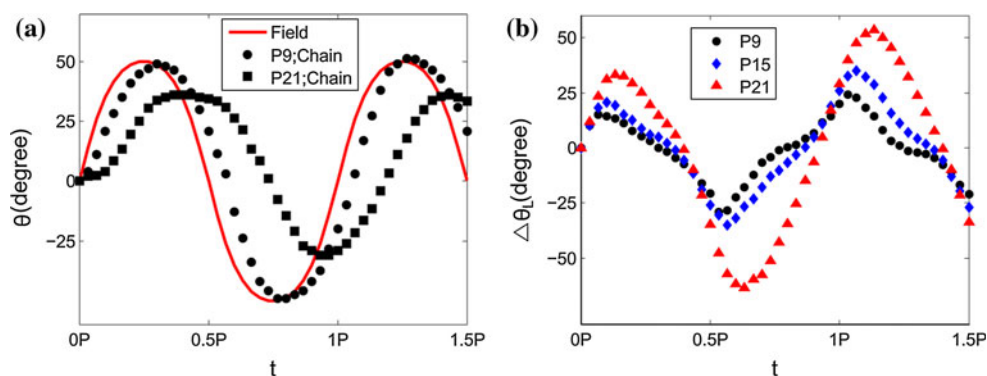 (a)
Field
P9;Chain
P21;Chain
50
25
0
−25
θ(degree)
0P
0.5P
1P
1.5P
t
(b)
P9
P15
P21
50
25
0
−25
−50
△θL(degree)
0P
0.5P
1P
1.5P
t